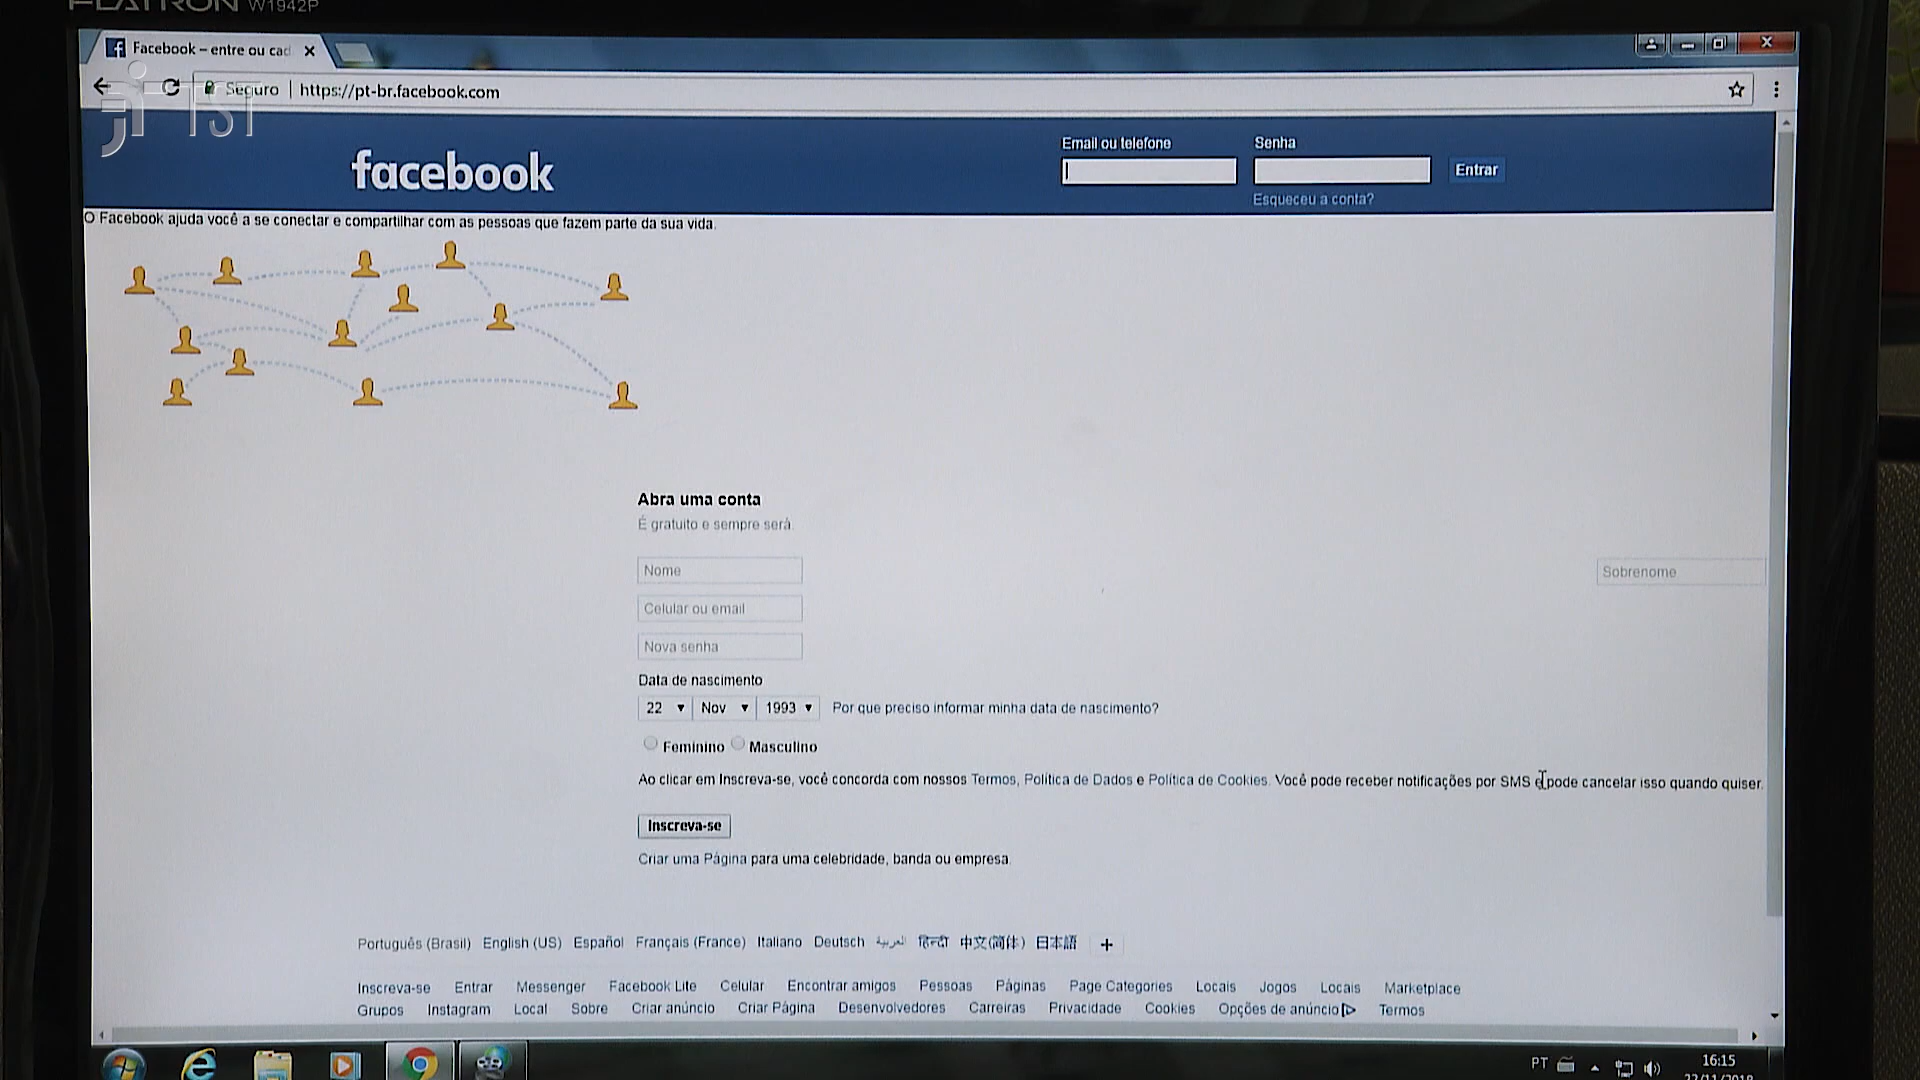 FLATRON W1942P
Facebook – entre ou cad
Seguro | https://pt-br.facebook.com
TST
facebook
Email ou telefone
Senha
Entrar
Esqueceu a conta?
O Facebook ajuda você a se conectar e compartilhar com as pessoas que fazem parte da sua vida.
Abra uma conta
É gratuito e sempre será.
Nome
Sobrenome
Celular ou email
Nova senha
Data de nascimento
22 Nov 1993 Por que preciso informar minha data de nascimento?
Feminino Masculino
Ao clicar em Inscreva-se, você concorda com nossos Termos, Política de Dados e Política de Cookies. Você pode receber notificações por SMS e pode cancelar isso quando quiser.
Inscreva-se
Criar uma Página para uma celebridade, banda ou empresa.
Português (Brasil) English (US) Español Français (France) Italiano Deutsch العربية हिन्दी 中文(简体) 日本語 +
Inscreva-se Entrar Messenger Facebook Lite Celular Encontrar amigos Pessoas Páginas Page Categories Locais Jogos Locais Marketplace
Grupos Instagram Local Sobre Criar anúncio Criar Página Desenvolvedores Carreiras Privacidade Cookies Opções de anúncio Termos
PT
16:15
22/11/2018